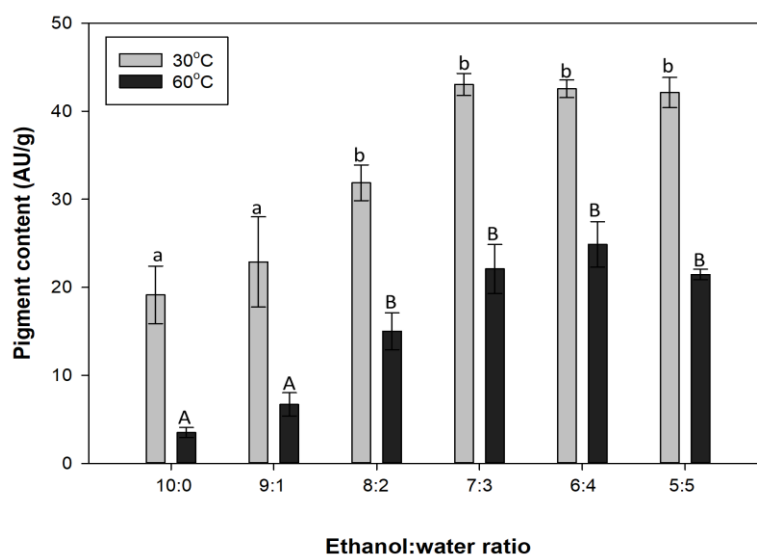 50
40
30
20
10
0
Pigment content (AU/g)
30°C
60°C
a
A
a
A
b
B
b
B
b
B
b
B
10:0 9:1 8:2 7:3 6:4 5:5
Ethanol:water ratio